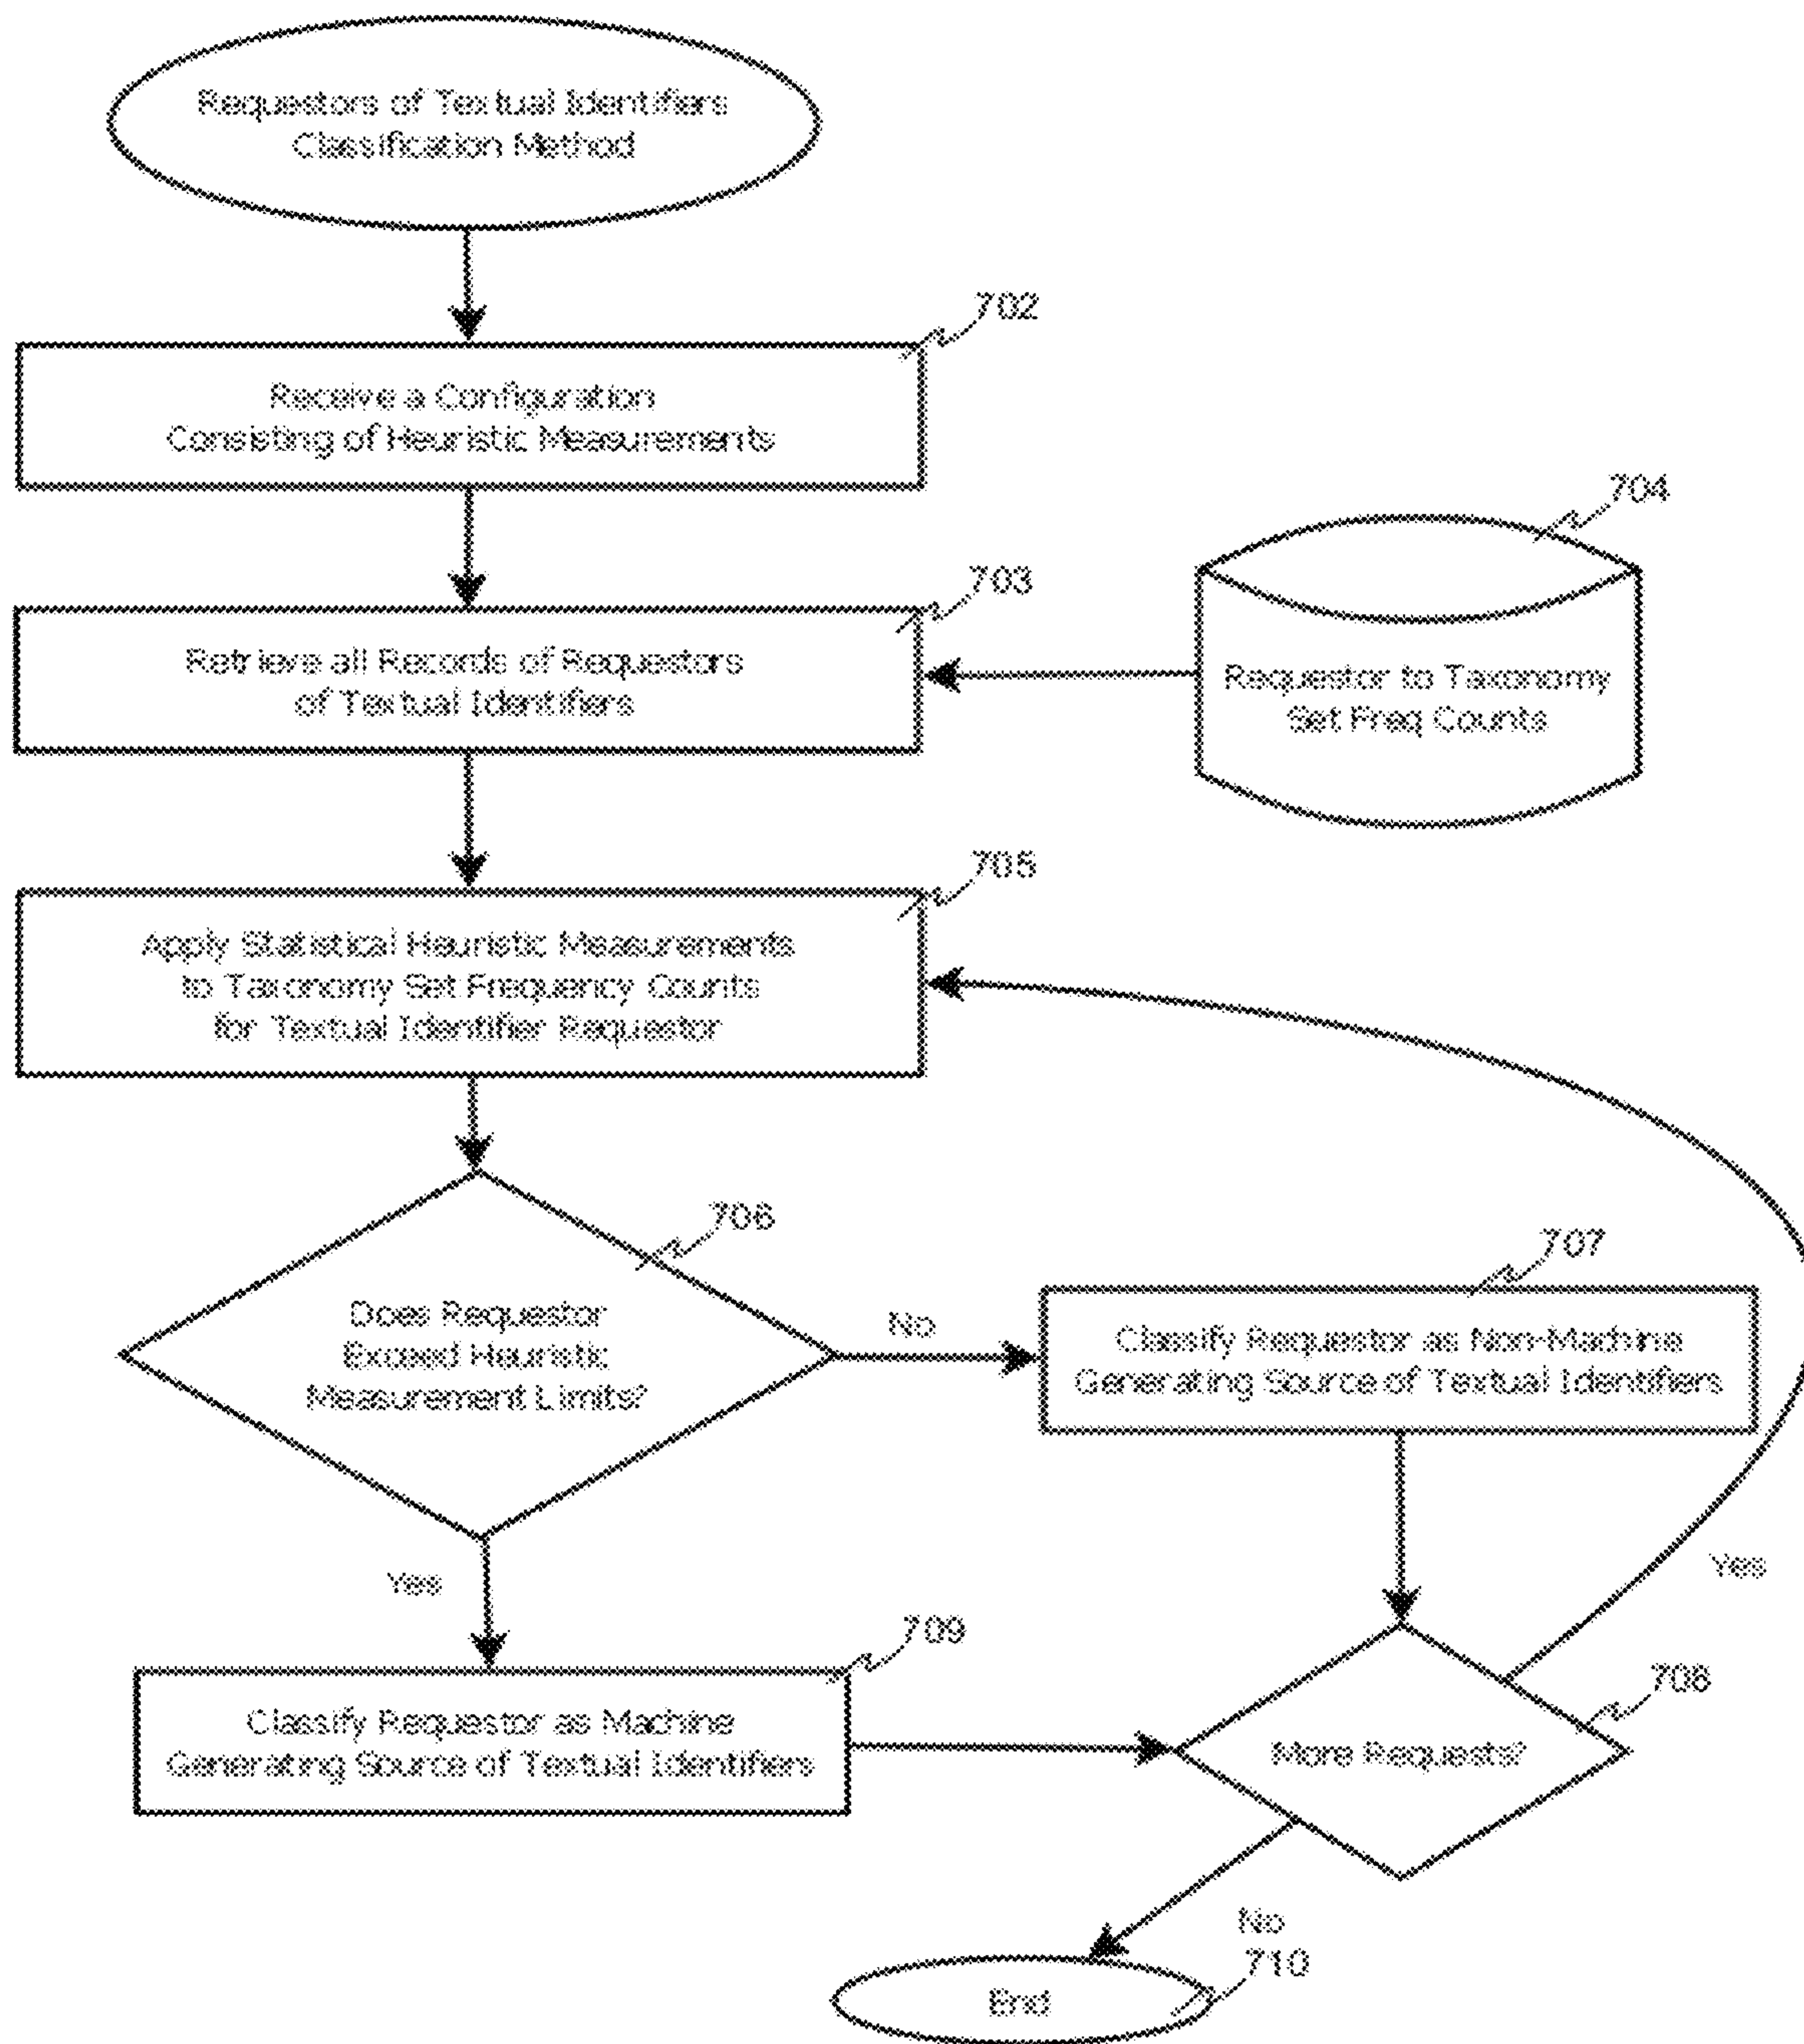 Requestors of Textual Identifiers
Classification Method
702
Receive a Configuration
Consisting of Heuristic Measurements
704
703
Retrieve all Records of Requestors
of Textual Identifiers
Requestor to Taxonomy
Set Freq Counts
705
Apply Statistical Heuristic Measurements
to Taxonomy Set Frequency Counts
for Textual Identifier Requestor
706
707
Does Requestor
Exceed Heuristic
Measurement Limits?
No
Classify Requestor as Non-Machine
Generating Source of Textual Identifiers
Yes
Yes
709
708
Classify Requestor as Machine
Generating Source of Textual Identifiers
More Requests?
No
710
End